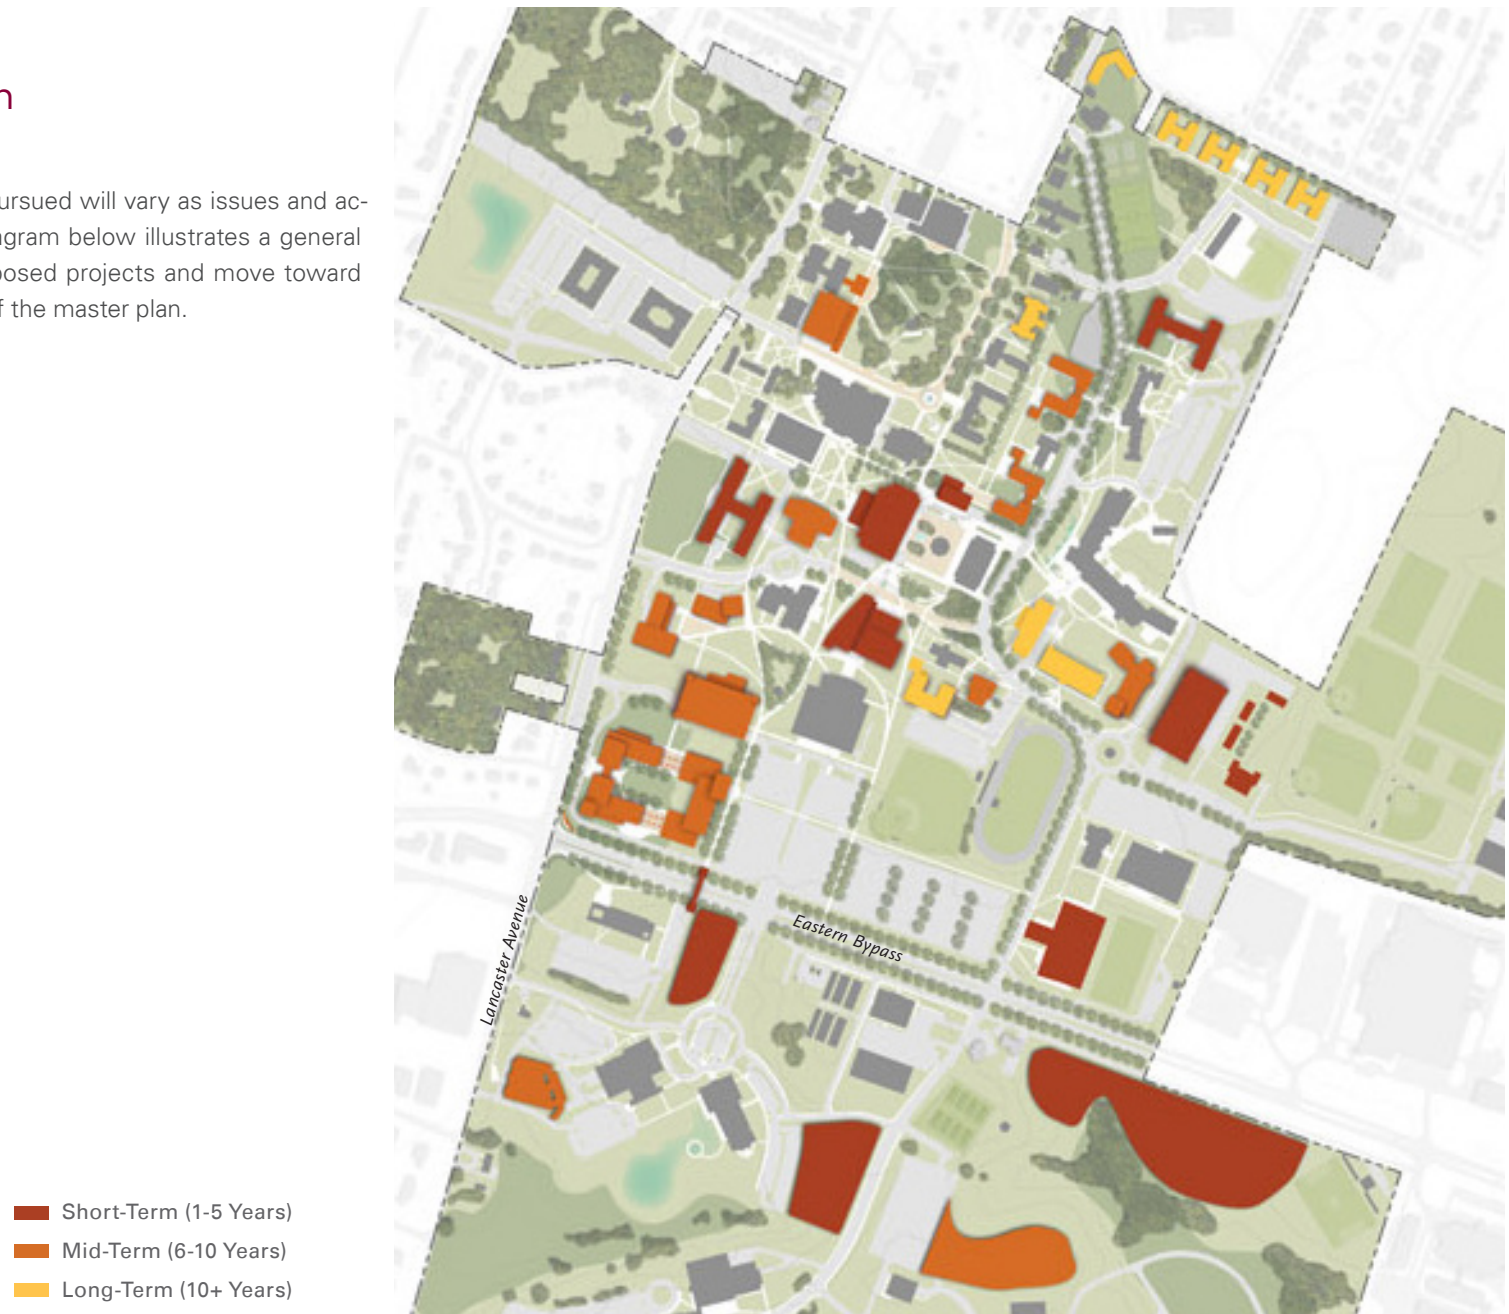 n
ursued will vary as issues and ac-
agram below illustrates a general
posed projects and move toward
f the master plan.
Eastern Bypass
Lancaster Avenue
Short-Term (1-5 Years)
Mid-Term (6-10 Years)
Long-Term (10+ Years)